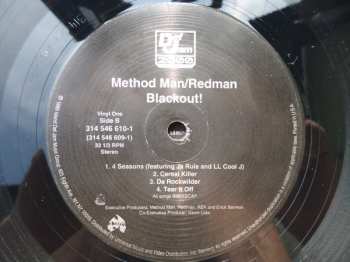 Def Jam
2000
Method Man/Redman
Blackout!
Vinyl One
Side B
314 546 610-1
(314 546 609-1)
33 1/3 RPM
Stereo
1. 4 Seasons (featuring Ja Rule and LL Cool J)
2. Cereal Killer
3. Da Rockwilder
4. Tear It Off
Executive Producers: Method Man, Redman, RZA and Erick Sermon
Co-Executive Producer: Kevin Liles